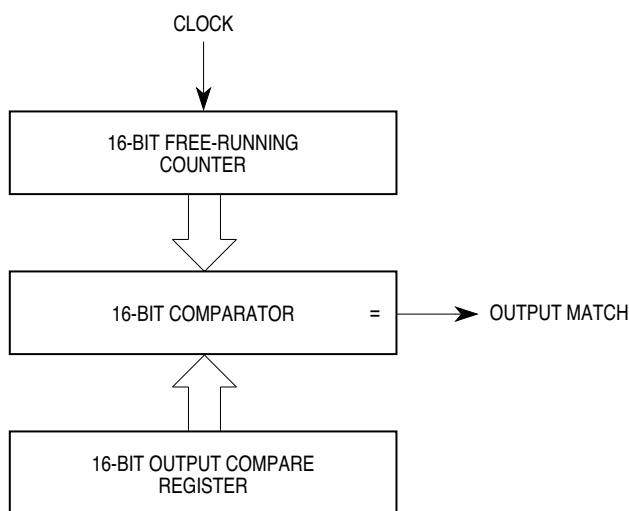 CLOCK
16-BIT FREE-RUNNING
COUNTER
16-BIT COMPARATOR =
OUTPUT MATCH
16-BIT OUTPUT COMPARE
REGISTER